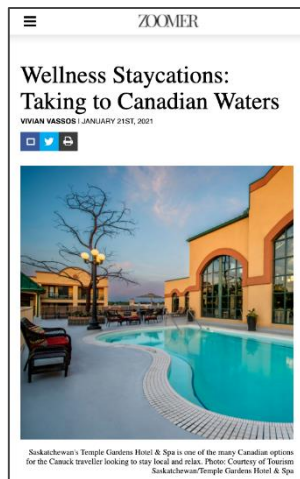 ZOOMER
Wellness Staycations:
Taking to Canadian Waters
VIVIAN VASSOS | JANUARY 21ST, 2021
Saskatchewan's Temple Gardens Hotel & Spa is one of the many Canadian options
for the Canuck traveller looking to stay local and relax. Photo: Courtesy of Tourism
Saskatchewan/Temple Gardens Hotel & Spa